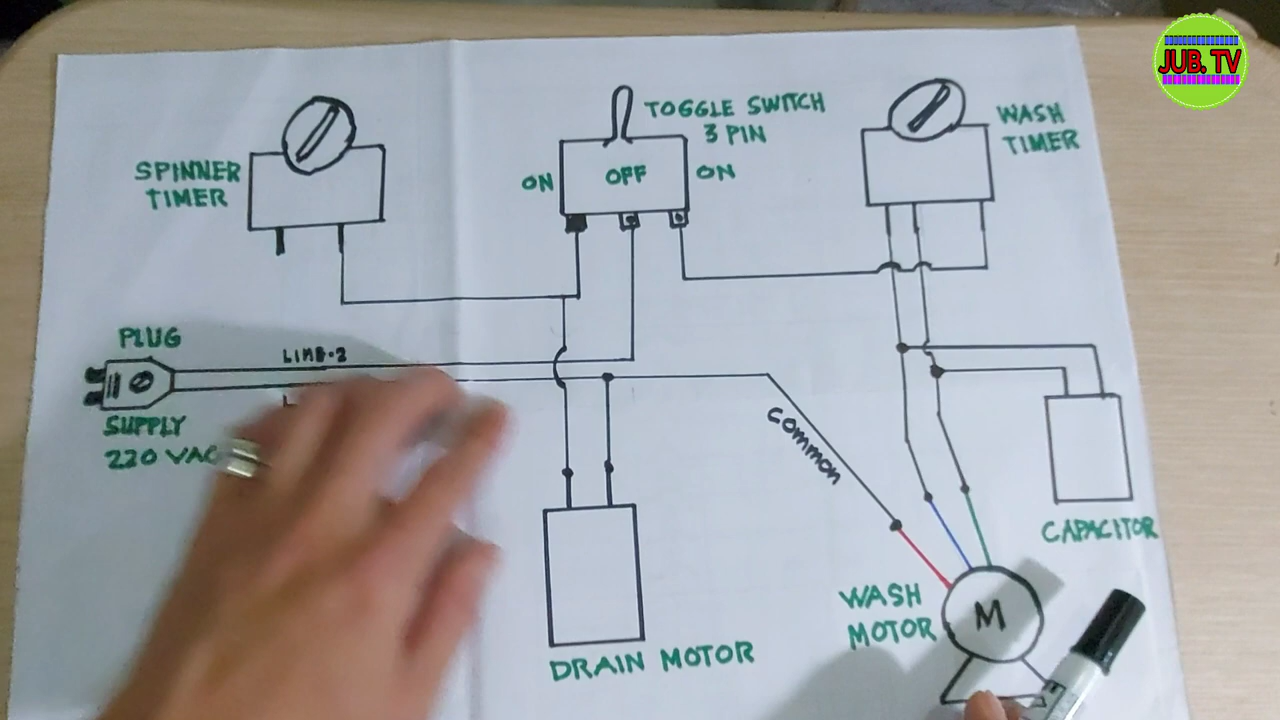 JUB. TV
TOGGLE SWITCH
3 PIN
WASH
TIMER
SPINNER
TIMER
ON
OFF
ON
PLUG
LINE-2
SUPPLY
220 VAC
COMMON
CAPACITOR
WASH
MOTOR
M
DRAIN MOTOR